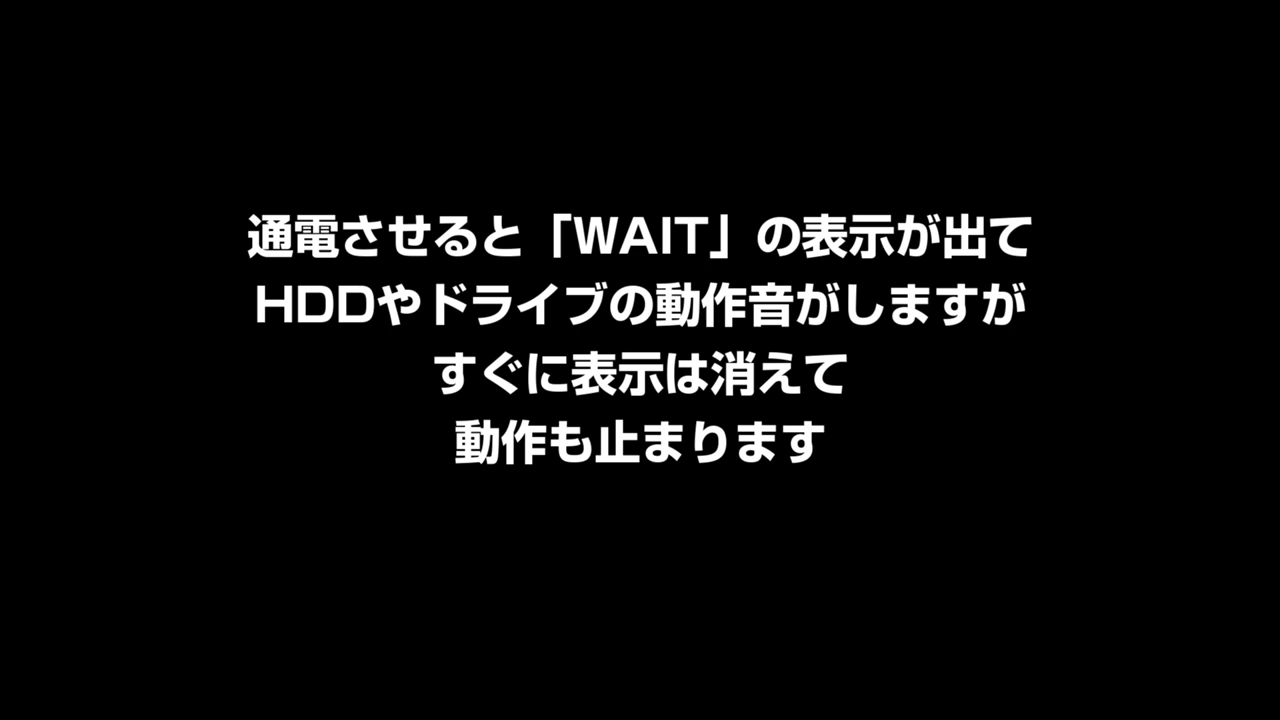 通電させると「WAIT」の表示が出て
HDDやドライブの動作音がしますが
すぐに表示は消えて
動作も止まります